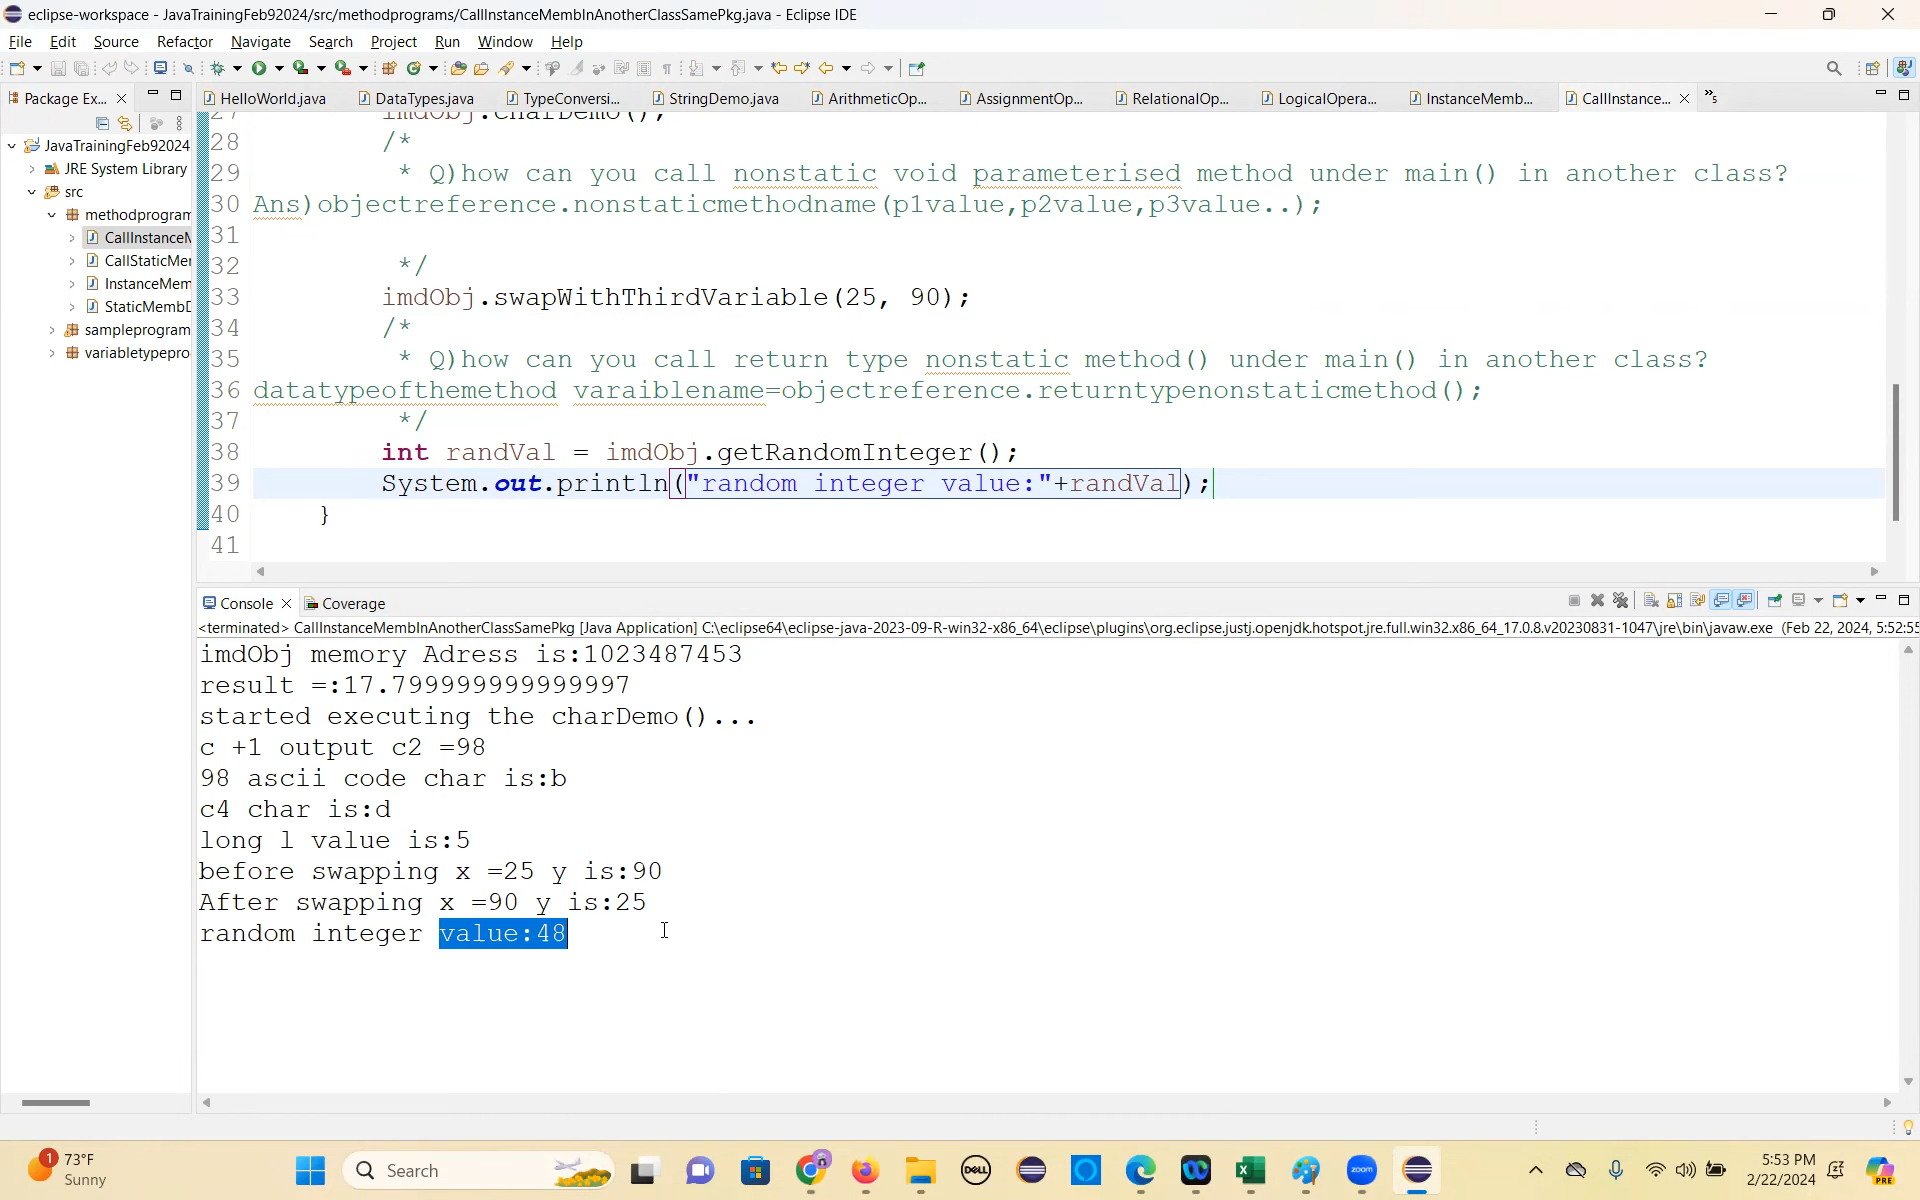 eclipse-workspace - JavaTrainingFeb92024/src/methodprograms/CallInstanceMembInAnotherClassSamePkg.java - Eclipse IDE
File Edit Source Refactor Navigate Search Project Run Window Help
Package Ex...
HelloWorld.java DataTypes.java TypeConversi... StringDemo.java ArithmeticOp... AssignmentOp... RelationalOp... LogicalOpera... InstanceMemb... CallInstance... »5
JavaTrainingFeb92024
JRE System Library
src
methodprogram
CallInstanceM
CallStaticMer
InstanceMem
StaticMembD
sampleprogram
variabletypepro
27 imdObj.charDemo();
28 /*
29 * Q)how can you call nonstatic void parameterised method under main() in another class?
30 Ans)objectreference.nonstaticmethodname(p1value,p2value,p3value..);
31
32 */
33 imdObj.swapWithThirdVariable(25, 90);
34 /*
35 * Q)how can you call return type nonstatic method() under main() in another class?
36 datatypeofthemethod varaiblename=objectreference.returntypenonstaticmethod();
37 */
38 int randVal = imdObj.getRandomInteger();
39 System.out.println("random integer value:"+randVal);
40 }
41
Console Coverage
<terminated> CallInstanceMembInAnotherClassSamePkg [Java Application] C:\eclipse64\eclipse-java-2023-09-R-win32-x86_64\eclipse\plugins\org.eclipse.justj.openjdk.hotspot.jre.full.win32.x86_64_17.0.8.v20230831-1047\jre\bin\javaw.exe (Feb 22, 2024, 5:52:55
imdObj memory Adress is:1023487453
result =:17.799999999999997
started executing the charDemo()...
c +1 output c2 =98
98 ascii code char is:b
c4 char is:d
long l value is:5
before swapping x =25 y is:90
After swapping x =90 y is:25
random integer value:48
1
73°F
Sunny
Search
DELL
zoom
5:53 PM
2/22/2024
PRE